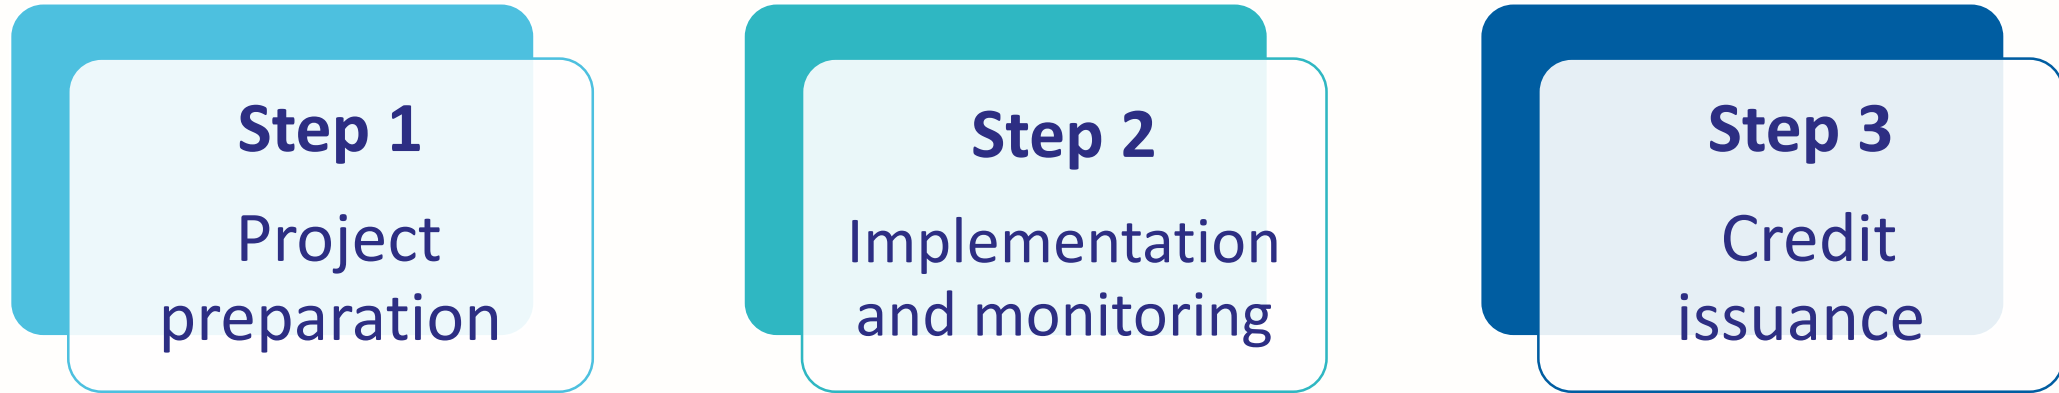 Step 1
Project
preparation
Step 2
Implementation
and monitoring
Step 3
Credit
issuance